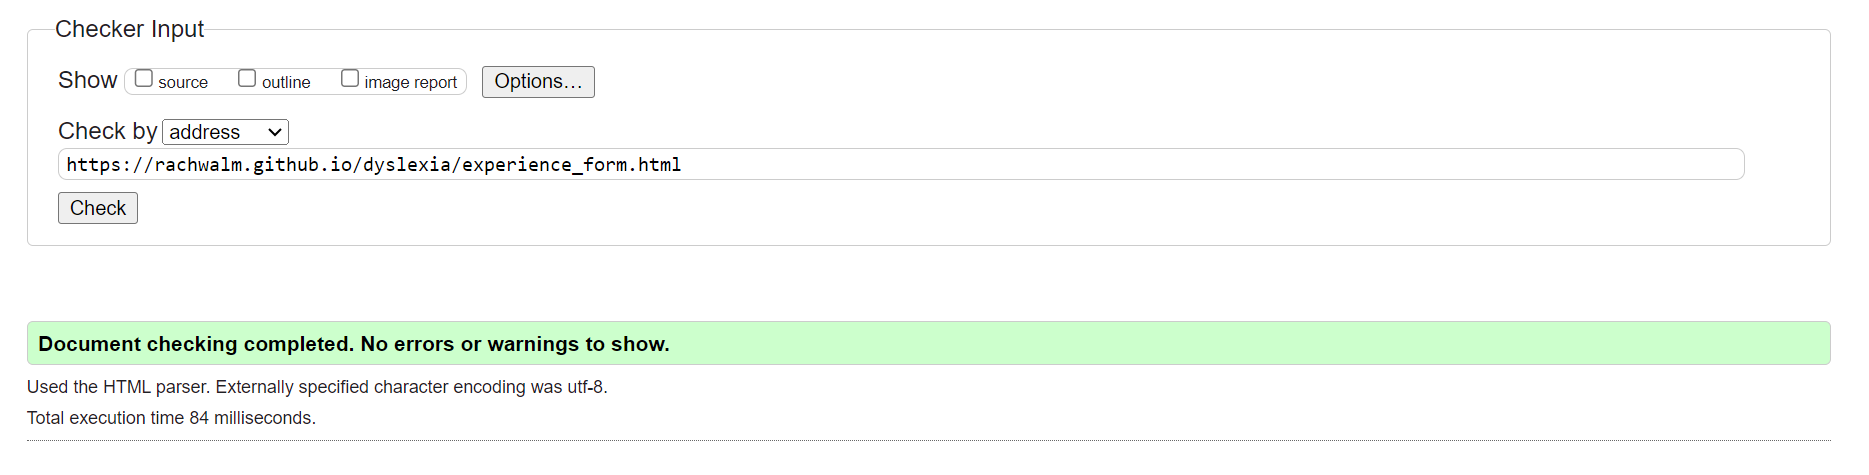 Checker Input
Show source outline image report Options...
Check by address
https://rachwalm.github.io/dyslexia/experience_form.html
Check
Document checking completed. No errors or warnings to show.
Used the HTML parser. Externally specified character encoding was utf-8.
Total execution time 84 milliseconds.